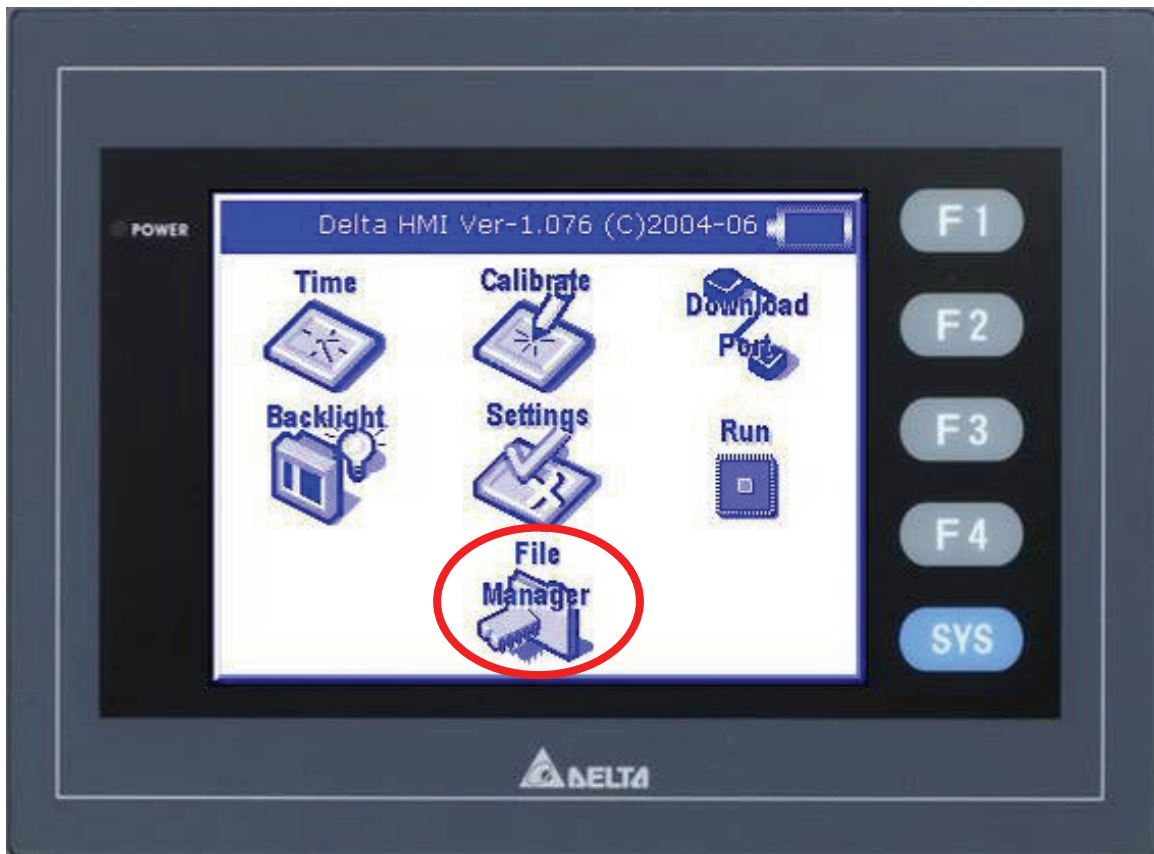 POWER
Delta HMI Ver-1.076 (C)2004-06
Time
Calibrate
Download
Port
Backlight
Settings
Run
File
Manager
F1
F2
F3
F4
SYS
DELTA